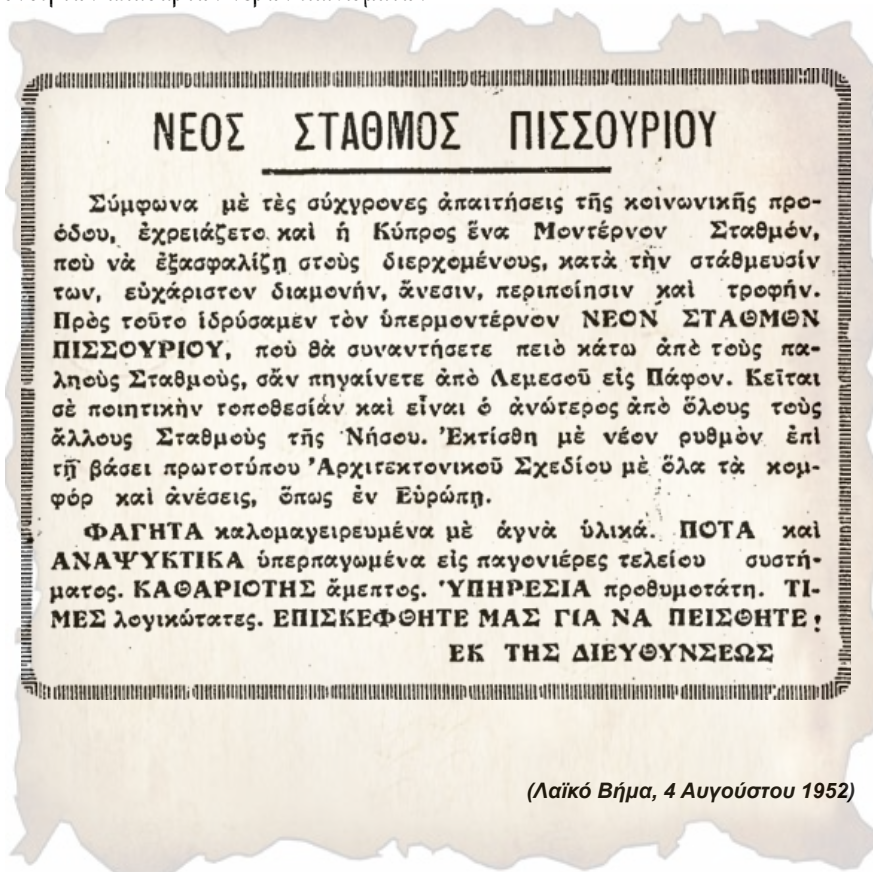 ΝΕΟΣ ΣΤΑΘΜΟΣ ΠΙΣΣΟΥΡΙΟΥ
Σύμφωνα μὲ τὲς σύχγρονες ἀπαιτήσεις τῆς κοινωνικῆς προ-
όδου, ἐχρειάζετο καὶ ἡ Κύπρος ἕνα Μοντέρνον Σταθμόν,
ποὺ νὰ ἐξασφαλίζῃ στοὺς διερχομένους, κατὰ τὴν στάθμευσίν
των, εὐχάριστον διαμονήν, ἄνεσιν, περιποίησιν καὶ τροφήν.
Πρὸς τοῦτο ἱδρύσαμεν τὸν ὑπερμοντέρνον ΝΕΟΝ ΣΤΑΘΜΟΝ
ΠΙΣΣΟΥΡΙΟΥ, ποὺ θὰ συναντήσετε πειὸ κάτω ἀπὸ τοὺς πα-
ληοὺς Σταθμούς, σὰν πηγαίνετε ἀπὸ Λεμεσοῦ εἰς Πάφον. Κεῖται
σὲ ποιητικὴν τοποθεσίαν καὶ εἶναι ὁ ἀνώτερος ἀπὸ ὅλους τοὺς
ἄλλους Σταθμοὺς τῆς Νήσου. Ἐκτίσθη μὲ νέον ρυθμὸν ἐπὶ
τῇ βάσει πρωτοτύπου Ἀρχιτεκτονικοῦ Σχεδίου μὲ ὅλα τὰ κομ-
φόρ καὶ ἀνέσεις, ὅπως ἐν Εὐρώπῃ.
ΦΑΓΗΤΑ καλομαγειρευμένα μὲ ἁγνὰ ὑλικά. ΠΟΤΑ καὶ
ΑΝΑΨΥΚΤΙΚΑ ὑπερπαγωμένα εἰς παγονιέρες τελείου συστή-
ματος. ΚΑΘΑΡΙΟΤΗΣ ἄμεπτος. ὙΠΗΡΕΣΙΑ προθυμοτάτη. ΤΙ-
ΜΕΣ λογικώτατες. ΕΠΙΣΚΕΦΘΗΤΕ ΜΑΣ ΓΙΑ ΝΑ ΠΕΙΣΘΗΤΕ!
ΕΚ ΤΗΣ ΔΙΕΥΘΥΝΣΕΩΣ
(Λαϊκό Βήμα, 4 Αυγούστου 1952)